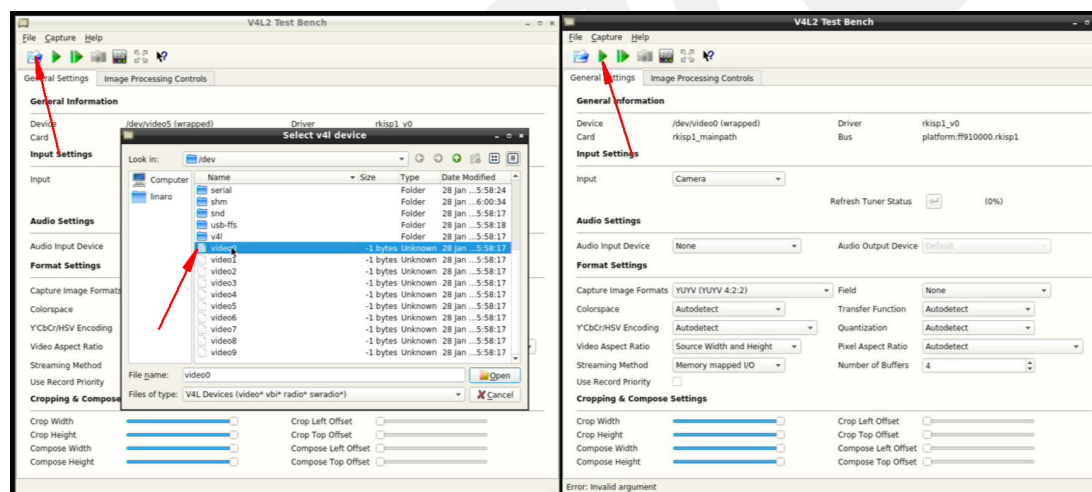 V4L2 Test Bench
File Capture Help
General Settings Image Processing Controls
General Information
Device /dev/video5 (wrapped) Driver rkisp1_v0
Card
Input Settings
Input
Audio Settings
Audio Input Device
Format Settings
Capture Image Formats
Colorspace
Y'CbCr/HSV Encoding
Video Aspect Ratio
Streaming Method
Use Record Priority
Cropping & Compose
Crop Width Crop Left Offset
Crop Height Crop Top Offset
Compose Width Compose Left Offset
Compose Height Compose Top Offset
Select v4l device
Look in: /dev
Computer
linaro
Name Size Type Date Modified
serial Folder 28 Jan ...5:58:24
shm Folder 28 Jan ...6:00:34
snd Folder 28 Jan ...5:58:17
usb-ffs Folder 28 Jan ...5:58:18
v4l Folder 28 Jan ...5:58:17
video0 -1 bytes Unknown 28 Jan ...5:58:17
video1 -1 bytes Unknown 28 Jan ...5:58:17
video2 -1 bytes Unknown 28 Jan ...5:58:17
video3 -1 bytes Unknown 28 Jan ...5:58:17
video4 -1 bytes Unknown 28 Jan ...5:58:17
video5 -1 bytes Unknown 28 Jan ...5:58:17
video6 -1 bytes Unknown 28 Jan ...5:58:17
video7 -1 bytes Unknown 28 Jan ...5:58:17
video8 -1 bytes Unknown 28 Jan ...5:58:17
video9 -1 bytes Unknown 28 Jan ...5:58:17
File name: video0 Open
Files of type: V4L Devices (video* vbi* radio* swradio*) Cancel
V4L2 Test Bench
File Capture Help
General Settings Image Processing Controls
General Information
Device /dev/video0 (wrapped) Driver rkisp1_v0
Card rkisp1_mainpath Bus platform:ff910000.rkisp1
Input Settings
Input Camera
Refresh Tuner Status (0%)
Audio Settings
Audio Input Device None Audio Output Device Default
Format Settings
Capture Image Formats YUYV (YUYV 4:2:2) Field None
Colorspace Autodetect Transfer Function Autodetect
Y'CbCr/HSV Encoding Autodetect Quantization Autodetect
Video Aspect Ratio Source Width and Height Pixel Aspect Ratio Autodetect
Streaming Method Memory mapped I/O Number of Buffers 4
Use Record Priority
Cropping & Compose Settings
Crop Width Crop Left Offset
Crop Height Crop Top Offset
Compose Width Compose Left Offset
Compose Height Compose Top Offset
Error: Invalid argument